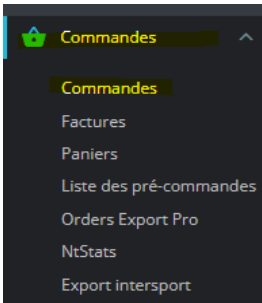 Commandes
Commandes
Factures
Paniers
Liste des pré-commandes
Orders Export Pro
NtStats
Export intersport